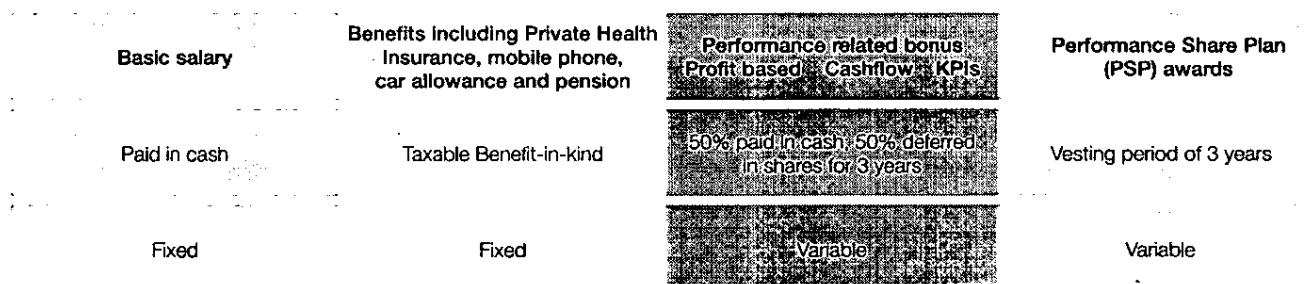 Basic salary
Benefits including Private Health
Insurance, mobile phone,
car allowance and pension
Performance related bonus
Profit based Cashflow KPIs
Performance Share Plan
(PSP) awards
Paid in cash
Taxable Benefit-in-kind
50% paid in cash, 50% deferred
in shares for 3 years
Vesting period of 3 years
Fixed
Fixed
Variable
Variable